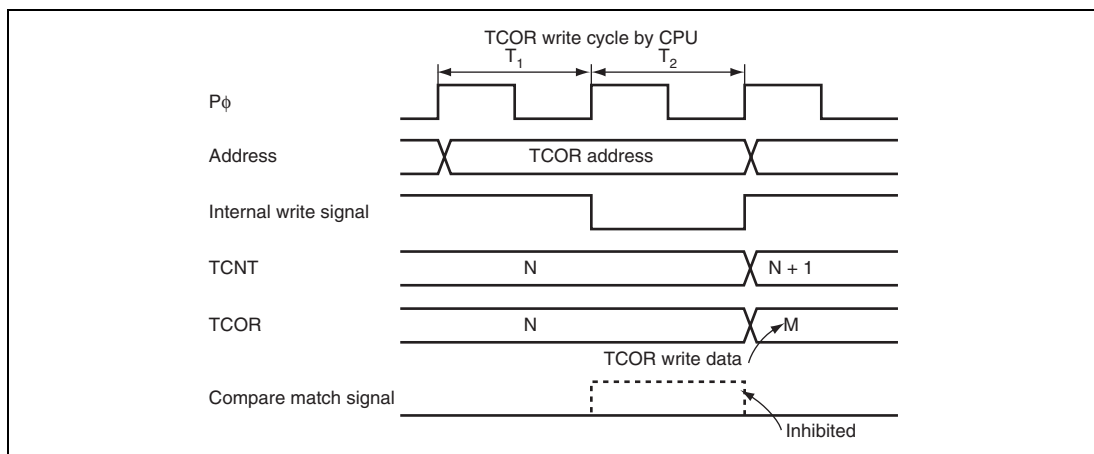 TCOR write cycle by CPU
T1 T2
Pφ
Address TCOR address
Internal write signal
TCNT N N + 1
TCOR N M
TCOR write data
Compare match signal
Inhibited